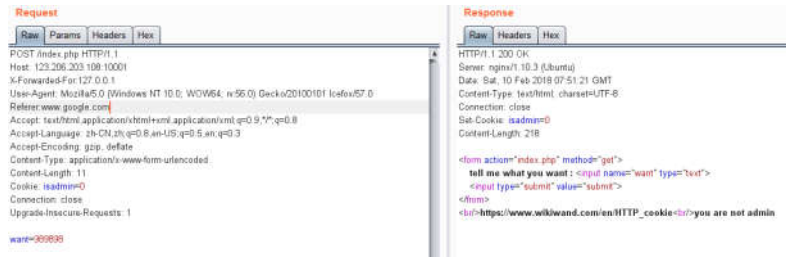 Request
Raw Params Headers Hex
POST /index.php HTTP/1.1
Host: 123.206.203.108:10001
X-Forwarded-For:127.0.0.1
User-Agent: Mozilla/5.0 (Windows NT 10.0; WOW64; rv:56.0) Gecko/20100101 Icefox/57.0
Referer:www.google.com
Accept: text/html,application/xhtml+xml,application/xml;q=0.9,*/*;q=0.8
Accept-Language: zh-CN,zh;q=0.8,en-US;q=0.5,en;q=0.3
Accept-Encoding: gzip, deflate
Content-Type: application/x-www-form-urlencoded
Content-Length: 11
Cookie: isadmin=0
Connection: close
Upgrade-Insecure-Requests: 1
want=989898
Response
Raw Headers Hex
HTTP/1.1 200 OK
Server: nginx/1.10.3 (Ubuntu)
Date: Sat, 10 Feb 2018 07:51:21 GMT
Content-Type: text/html; charset=UTF-8
Connection: close
Set-Cookie: isadmin=0
Content-Length: 218
<form action="index.php" method="get">
tell me what you want : <input name="want" type="text">
<input type="submit" value="submit">
</from>
<br/>https://www.wikiwand.com/en/HTTP_cookie<br/>you are not admin